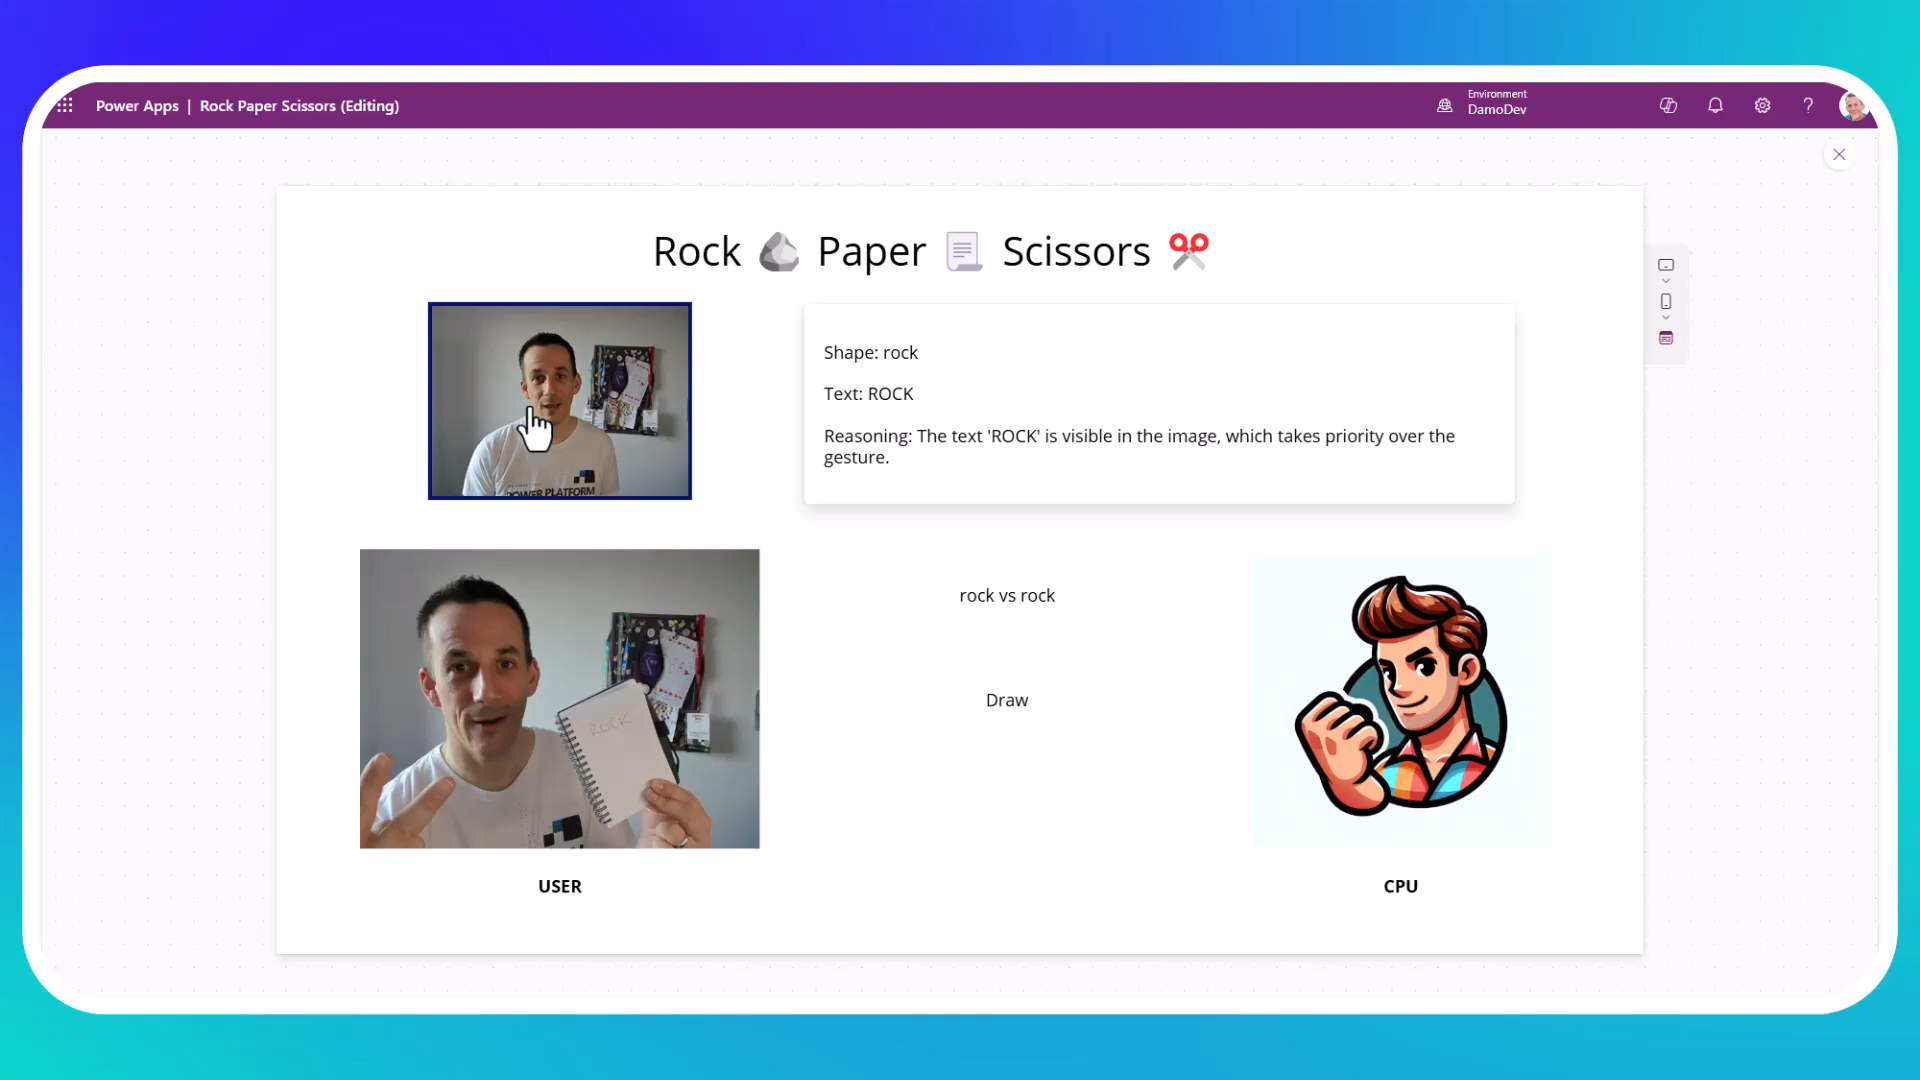 Power Apps | Rock Paper Scissors (Editing)
Environment
DamoDev
Rock Paper Scissors
Shape: rock
Text: ROCK
Reasoning: The text 'ROCK' is visible in the image, which takes priority over the
gesture.
POWER PLATFORM
ROCK
rock vs rock
Draw
USER
CPU